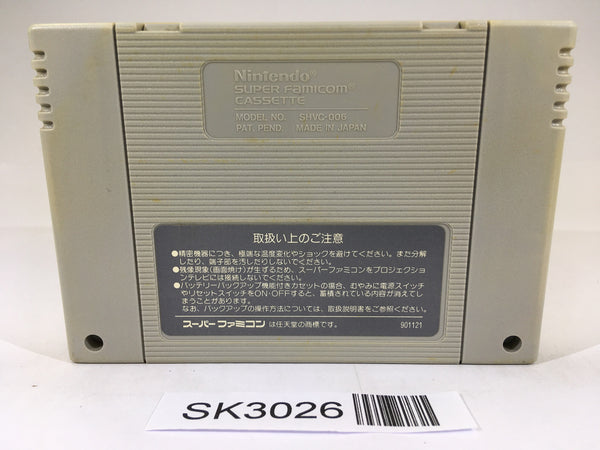 Nintendo®
SUPER FAMICOM™
CASSETTE
MODEL NO. SHVC-006
PAT. PEND. MADE IN JAPAN
取扱い上のご注意
●精密機器につき、極端な温度変化やショックを避けてください。また分解
したり、端子部を汚したりしないでください。
●残像現象(画面焼け)が生ずるため、スーパーファミコンをプロジェクショ
ンテレビには接続しないでください。
●バッテリーバックアップ機能付きカセットの場合、むやみに電源スイッチ
やリセットスイッチをON・OFFすると、蓄積されている内容が消えてし
まうことがあります。
なお、バックアップの操作方法については、取扱説明書をご参照ください。
スーパーファミコン は任天堂の商標です。 901121
SK3026